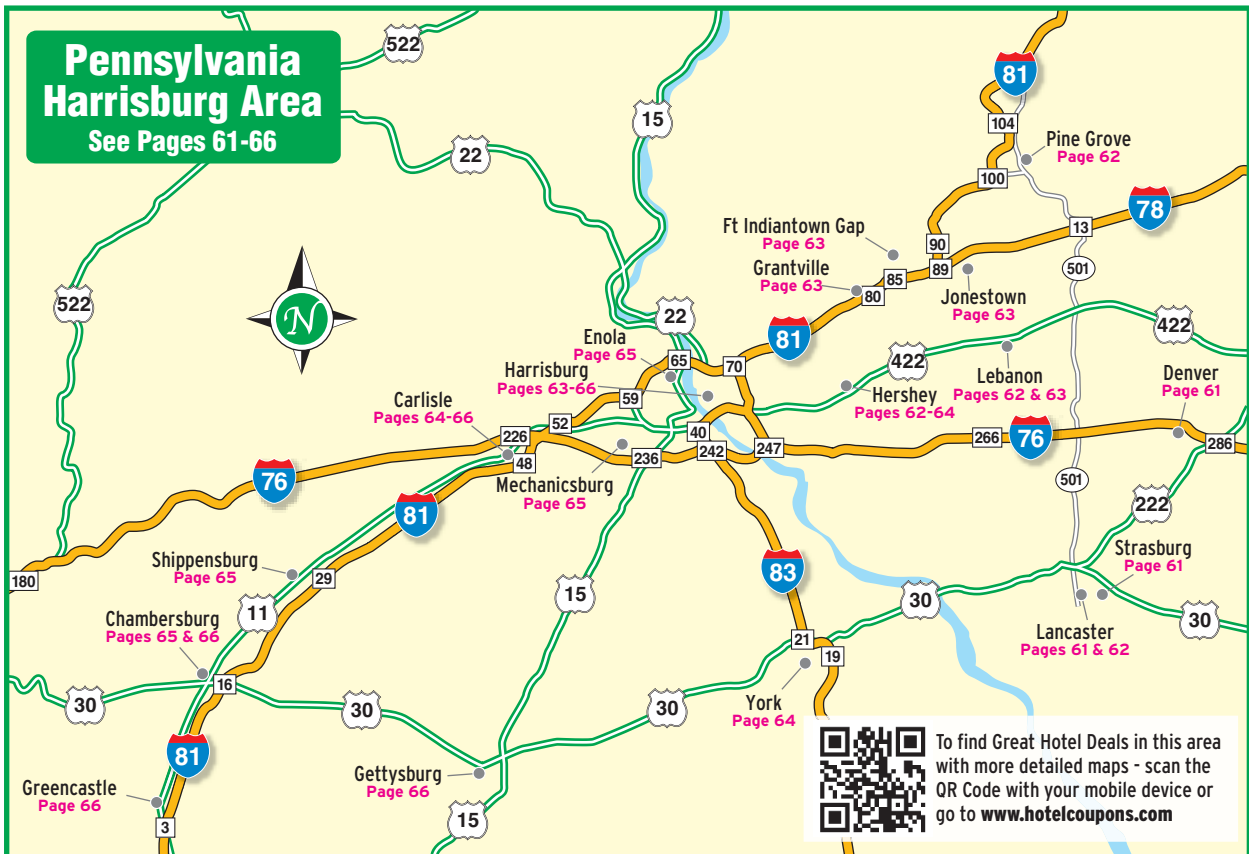 Pennsylvania
Harrisburg Area
See Pages 61-66
522
15
81
104
22
Pine Grove
Page 62
100
78
Ft Indiantown Gap
Page 63
13
90
Grantville
Page 63
85
89
501
80
Jonestown
Page 63
522
N
22
422
81
Enola
Page 65
65
70
422
Harrisburg
Pages 63-66
Hershey
Pages 62-64
Lebanon
Pages 62 & 63
Denver
Page 61
59
Carlisle
Pages 64-66
52
226
40
48
236
242
247
266
76
286
Mechanicsburg
Page 65
76
501
81
222
Shippensburg
Page 65
180
29
83
Strasburg
Page 61
15
30
11
Chambersburg
Pages 65 & 66
30
Lancaster
Pages 61 & 62
21
19
16
30
30
30
York
Page 64
81
Gettysburg
Page 66
Greencastle
Page 66
15
3
To find Great Hotel Deals in this area
with more detailed maps - scan the
QR Code with your mobile device or
go to www.hotelcoupons.com